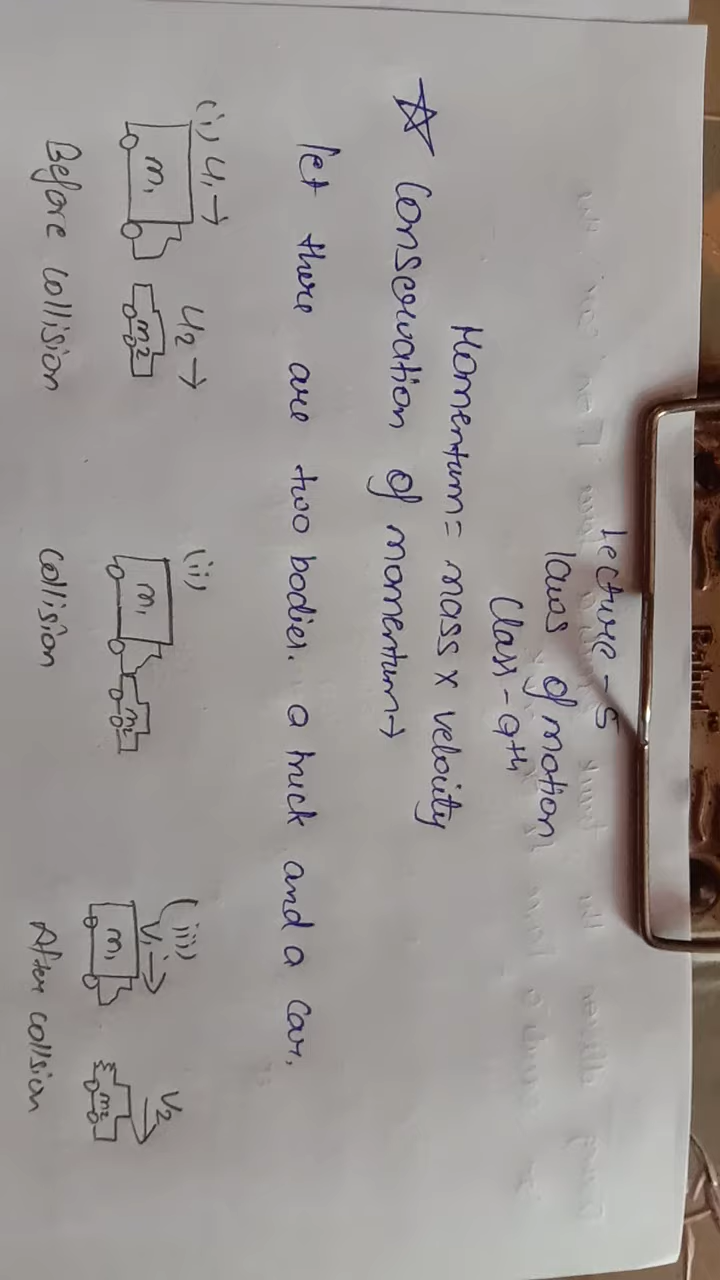 Lecture - 5
laws of motion
Class - 9th
Momentum = mass x velocity
☆ Conservation of momentum →
let there are two bodies. a truck and a car.
(i) u₁ → u₂ →
m₁ m2
Before collision
(ii)
m₁ m2
collision
(iii) V₁ → V₂
m₁ m2
After collsion